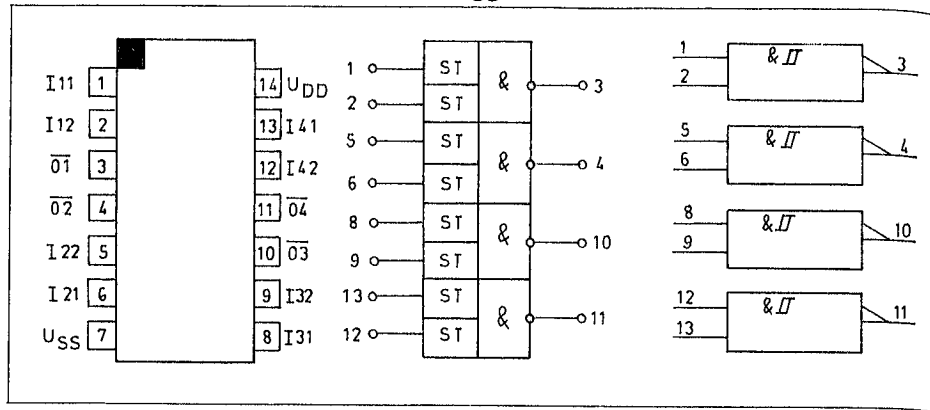 I11 1
I12 2
O1 3
O2 4
I22 5
I21 6
USS 7
14 UDD
13 I41
12 I42
11 O4
10 O3
9 I32
8 I31
1 ST
2 ST
& 3
5 ST
6 ST
& 4
8 ST
9 ST
& 10
13 ST
12 ST
& 11
1
2
& 3
5
6
& 4
8
9
& 10
12
13
& 11